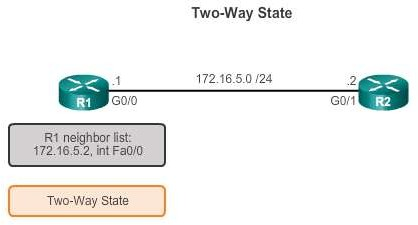 Two-Way State
.1
172.16.5.0 /24
.2
R1
G0/0
G0/1
R2
R1 neighbor list:
172.16.5.2, int Fa0/0
Two-Way State